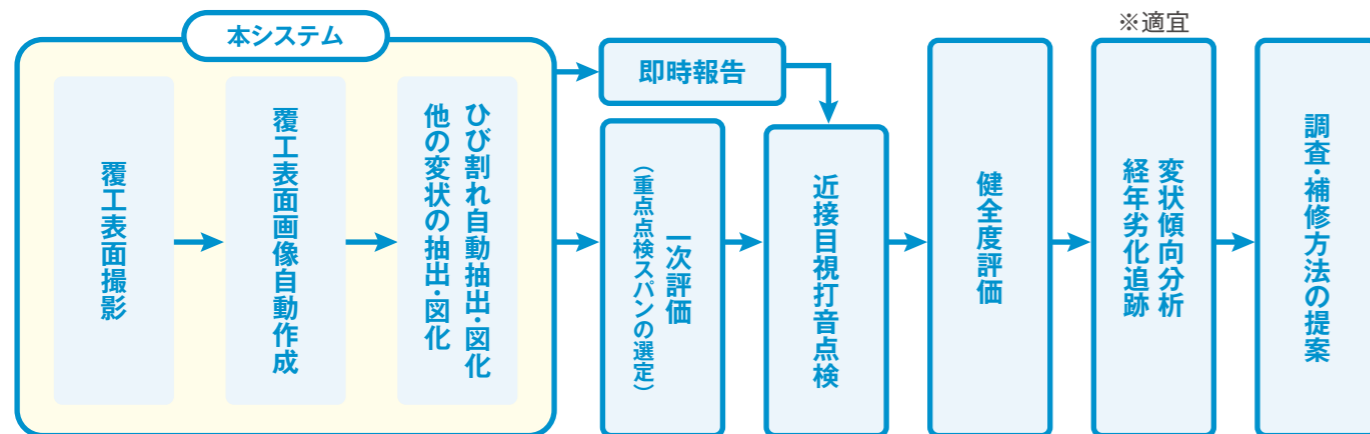 本システム
覆工表面撮影
覆工表面画像自動作成
ひび割れ自動抽出・図化
他の変状の抽出・図化
即時報告
一次評価
（重点点検スパンの選定）
近接目視打音点検
健全度評価
※適宜
変状傾向分析
経年劣化追跡
調査・補修方法の提案